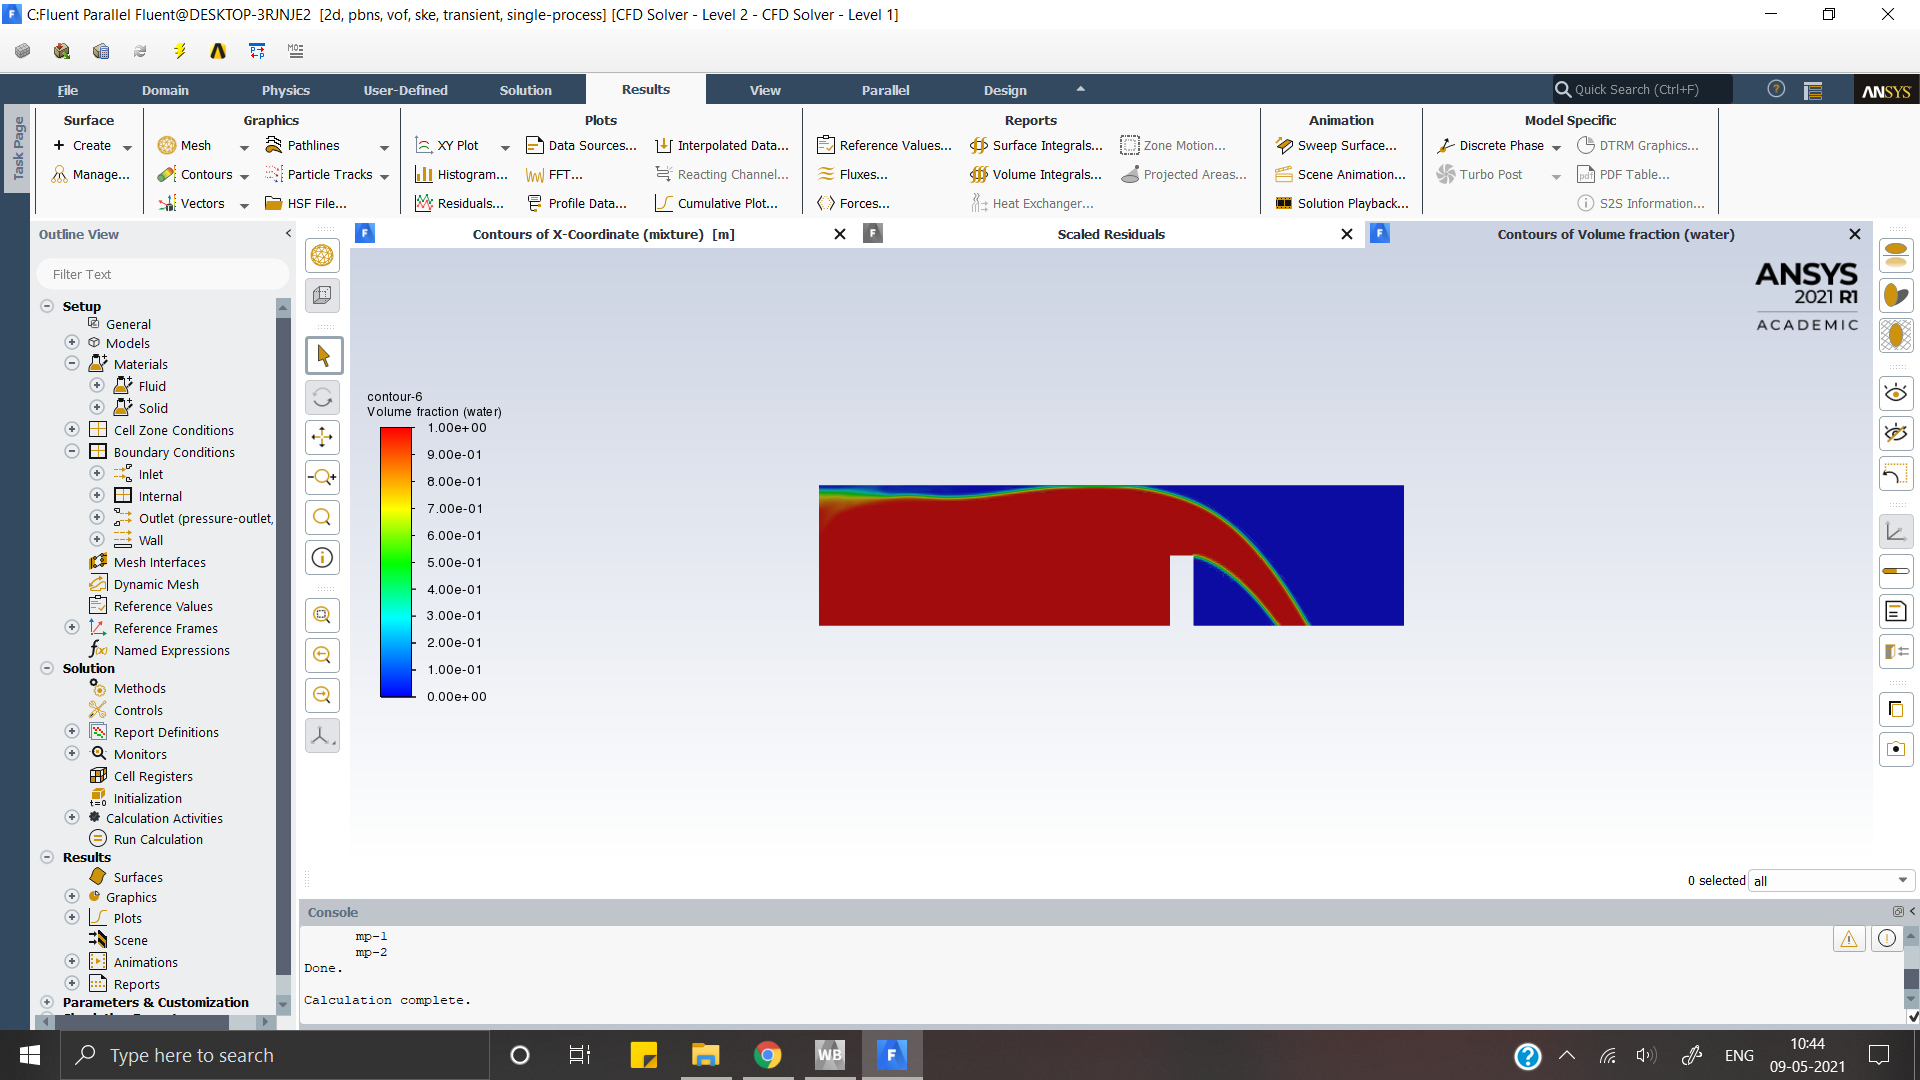 C:Fluent Parallel Fluent@DESKTOP-3RJNJE2 [2d, pbns, vof, ske, transient, single-process] [CFD Solver - Level 2 - CFD Solver - Level 1]
File Domain Physics User-Defined Solution Results View Parallel Design Quick Search (Ctrl+F) ANSYS
Task Page
Surface Graphics Plots Reports Animation Model Specific
Create Mesh Pathlines XY Plot Data Sources... Interpolated Data... Reference Values... Surface Integrals... Zone Motion... Sweep Surface... Discrete Phase DTRM Graphics...
Manage... Contours Particle Tracks Histogram... FFT... Reacting Channel... Fluxes... Volume Integrals... Projected Areas... Scene Animation... Turbo Post PDF Table...
Vectors HSF File... Residuals... Profile Data... Cumulative Plot... Forces... Heat Exchanger... Solution Playback... S2S Information...
Outline View
Filter Text
Setup
General
Models
Materials
Fluid
Solid
Cell Zone Conditions
Boundary Conditions
Inlet
Internal
Outlet (pressure-outlet,
Wall
Mesh Interfaces
Dynamic Mesh
Reference Values
Reference Frames
Named Expressions
Solution
Methods
Controls
Report Definitions
Monitors
Cell Registers
Initialization
Calculation Activities
Run Calculation
Results
Surfaces
Graphics
Plots
Scene
Animations
Reports
Parameters & Customization
Contours of X-Coordinate (mixture) [m] Scaled Residuals Contours of Volume fraction (water)
ANSYS
2021 R1
ACADEMIC
contour-6
Volume fraction (water)
1.00e+00
9.00e-01
8.00e-01
7.00e-01
6.00e-01
5.00e-01
4.00e-01
3.00e-01
2.00e-01
1.00e-01
0.00e+00
0 selected all
Console
mp-1
mp-2
Done.
Calculation complete.
Type here to search
WB
F
ENG
10:44
09-05-2021